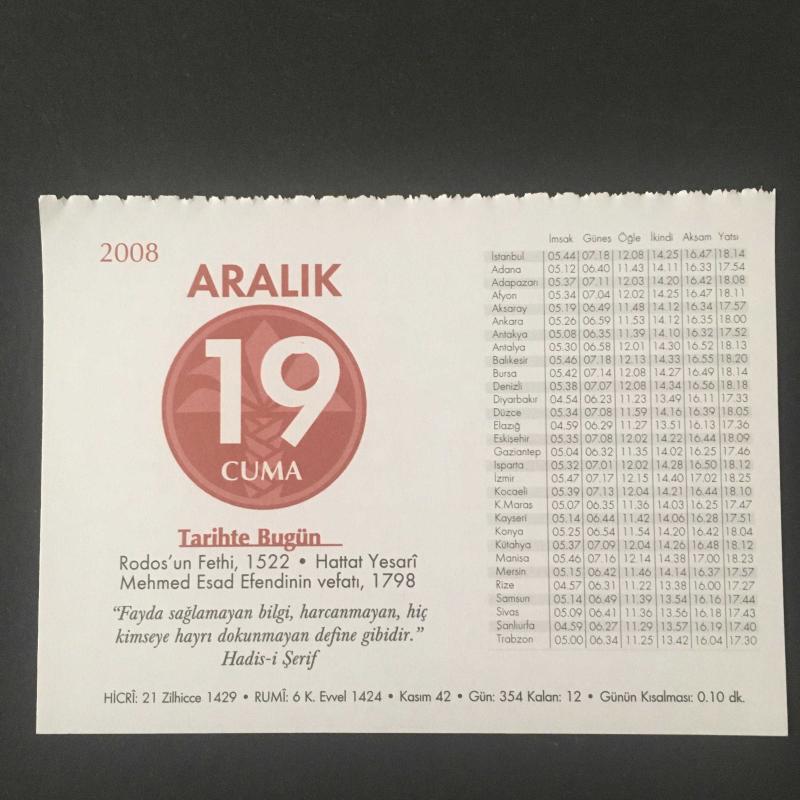 2008
ARALIK
19
CUMA
Tarihte Bugün
Rodos'un Fethi, 1522 • Hattat Yesarî
Mehmed Esad Efendinin vefatı, 1798
“Fayda sağlamayan bilgi, harcanmayan, hiç
kimseye hayrı dokunmayan define gibidir.”
Hadis-i Şerif
İmsak Güneş Öğle İkindi Akşam Yatsı
İstanbul 05.44 07.18 12.08 14.25 16.47 18.14
Adana 05.12 06.40 11.43 14.11 16.33 17.54
Adapazarı 05.37 07.11 12.03 14.20 16.42 18.08
Afyon 05.34 07.04 12.02 14.25 16.47 18.11
Aksaray 05.19 06.49 11.48 14.12 16.34 17.57
Ankara 05.26 06.59 11.53 14.12 16.35 18.00
Antakya 05.08 06.35 11.39 14.10 16.32 17.52
Antalya 05.30 06.58 12.01 14.30 16.52 18.13
Balıkesir 05.46 07.18 12.13 14.33 16.55 18.20
Bursa 05.42 07.14 12.08 14.27 16.49 18.14
Denizli 05.38 07.07 12.08 14.34 16.56 18.18
Diyarbakır 04.54 06.23 11.23 13.49 16.11 17.33
Düzce 05.34 07.08 11.59 14.16 16.39 18.05
Elazığ 04.59 06.29 11.27 13.51 16.13 17.36
Eskişehir 05.35 07.08 12.02 14.22 16.44 18.09
Gaziantep 05.04 06.32 11.35 14.02 16.25 17.46
Isparta 05.32 07.01 12.02 14.28 16.50 18.12
İzmir 05.47 07.17 12.15 14.40 17.02 18.25
Kocaeli 05.39 07.13 12.04 14.21 16.44 18.10
K.Maraş 05.07 06.35 11.36 14.03 16.25 17.47
Kayseri 05.14 06.44 11.42 14.06 16.28 17.51
Konya 05.25 06.54 11.54 14.20 16.42 18.04
Kütahya 05.37 07.09 12.04 14.26 16.48 18.12
Manisa 05.46 07.16 12.14 14.38 17.00 18.23
Mersin 05.15 06.42 11.46 14.14 16.37 17.57
Rize 04.57 06.31 11.22 13.38 16.00 17.27
Samsun 05.14 06.49 11.39 13.54 16.16 17.44
Sivas 05.09 06.41 11.36 13.56 16.18 17.43
Şanlıurfa 04.59 06.27 11.29 13.57 16.19 17.40
Trabzon 05.00 06.34 11.25 13.42 16.04 17.30
HİCRÎ: 21 Zilhicce 1429 • RUMÎ: 6 K. Evvel 1424 • Kasım 42 • Gün: 354 Kalan: 12 • Günün Kısalması: 0.10 dk.